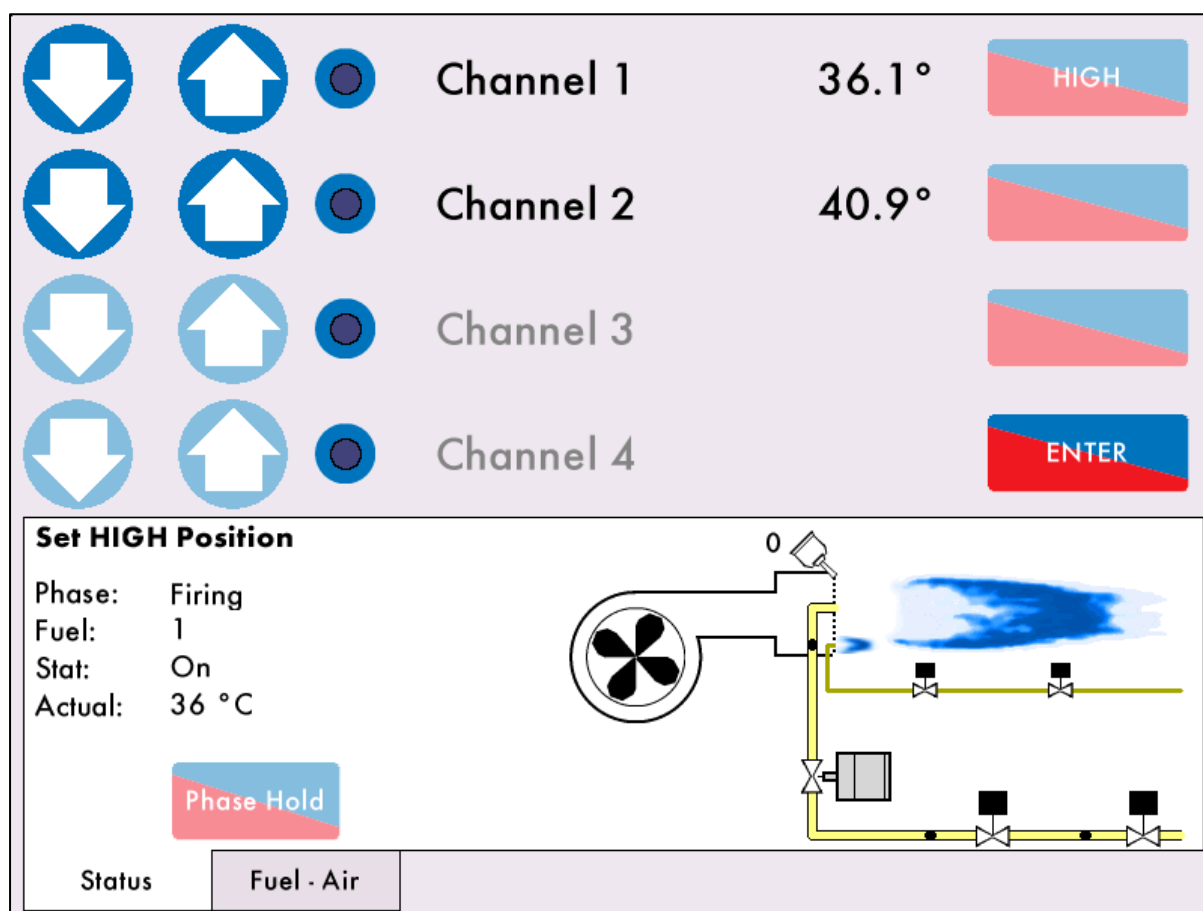 Channel 1 36.1° HIGH
Channel 2 40.9°
Channel 3
Channel 4 ENTER
Set HIGH Position
0
Phase: Firing
Fuel: 1
Stat: On
Actual: 36 °C
Phase Hold
Status Fuel - Air